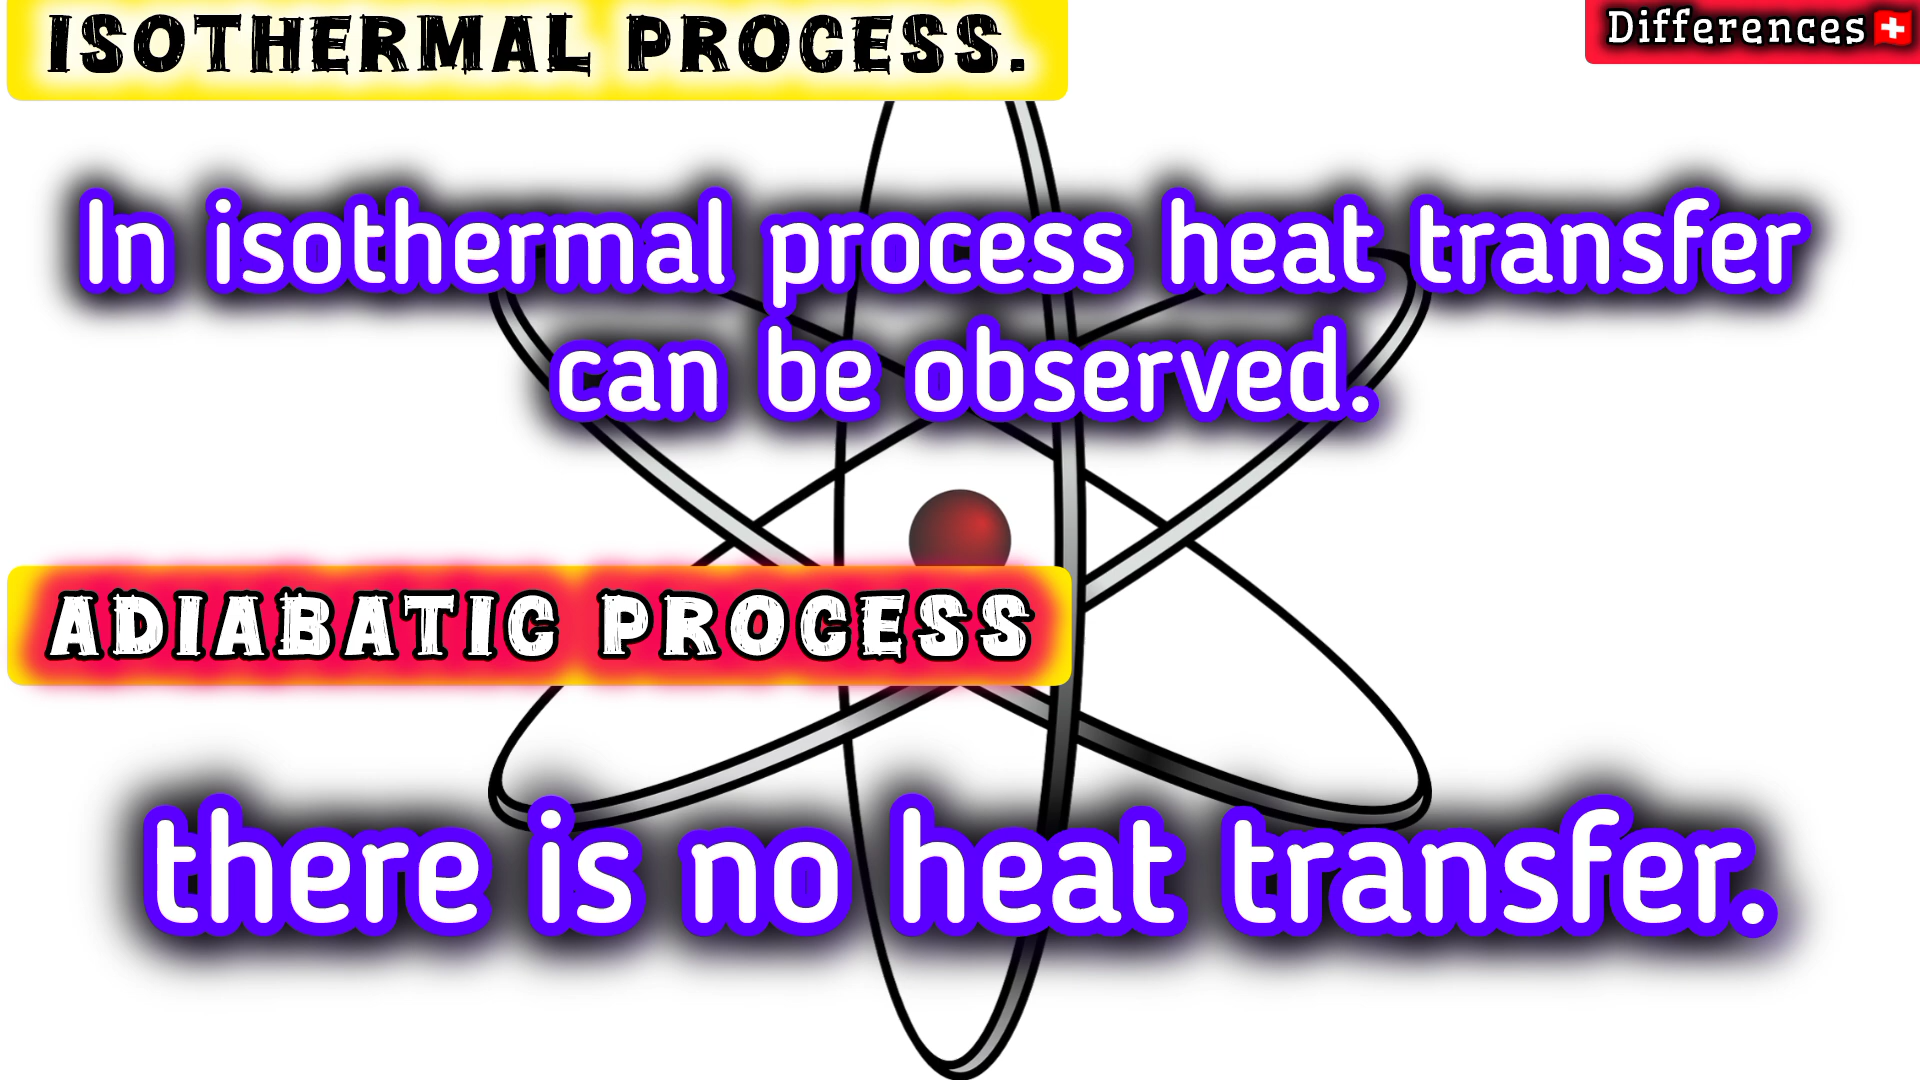 ISOTHERMAL PROCESS.
Differences🇨🇭
In isothermal process heat transfer
can be observed.
ADIABATIC PROCESS
there is no heat transfer.